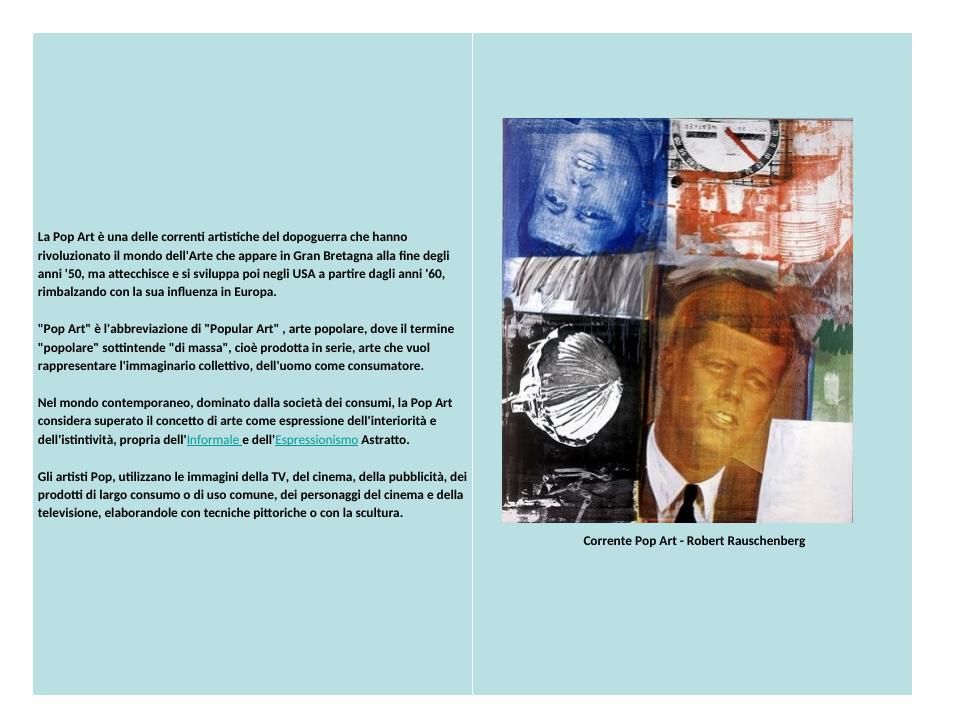 La Pop Art è una delle correnti artistiche del dopoguerra che hanno
rivoluzionato il mondo dell'Arte che appare in Gran Bretagna alla fine degli
anni '50, ma attecchisce e si sviluppa poi negli USA a partire dagli anni '60,
rimbalzando con la sua influenza in Europa.
"Pop Art" è l'abbreviazione di "Popular Art" , arte popolare, dove il termine
"popolare" sottintende "di massa", cioè prodotta in serie, arte che vuol
rappresentare l'immaginario collettivo, dell'uomo come consumatore.
Nel mondo contemporaneo, dominato dalla società dei consumi, la Pop Art
considera superato il concetto di arte come espressione dell'interiorità e
dell'istintività, propria dell'Informale e dell'Espressionismo Astratto.
Gli artisti Pop, utilizzano le immagini della TV, del cinema, della pubblicità, dei
prodotti di largo consumo o di uso comune, dei personaggi del cinema e della
televisione, elaborandole con tecniche pittoriche o con la scultura.
Corrente Pop Art - Robert Rauschenberg